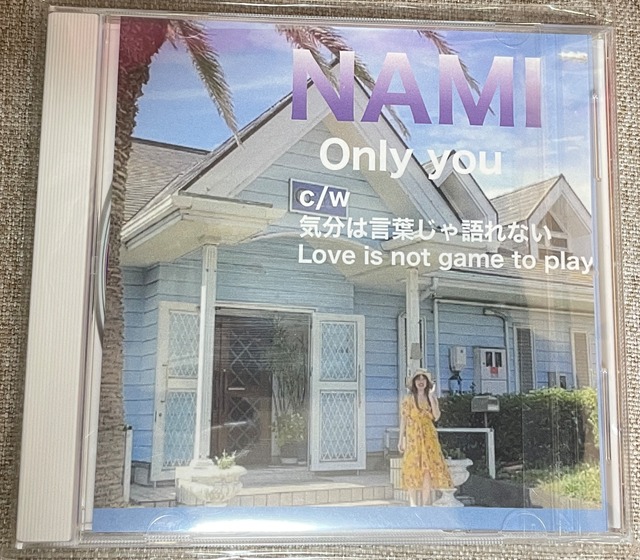 NAMI
Only you
c/w
気分は言葉じゃ語れない
Love is not game to play